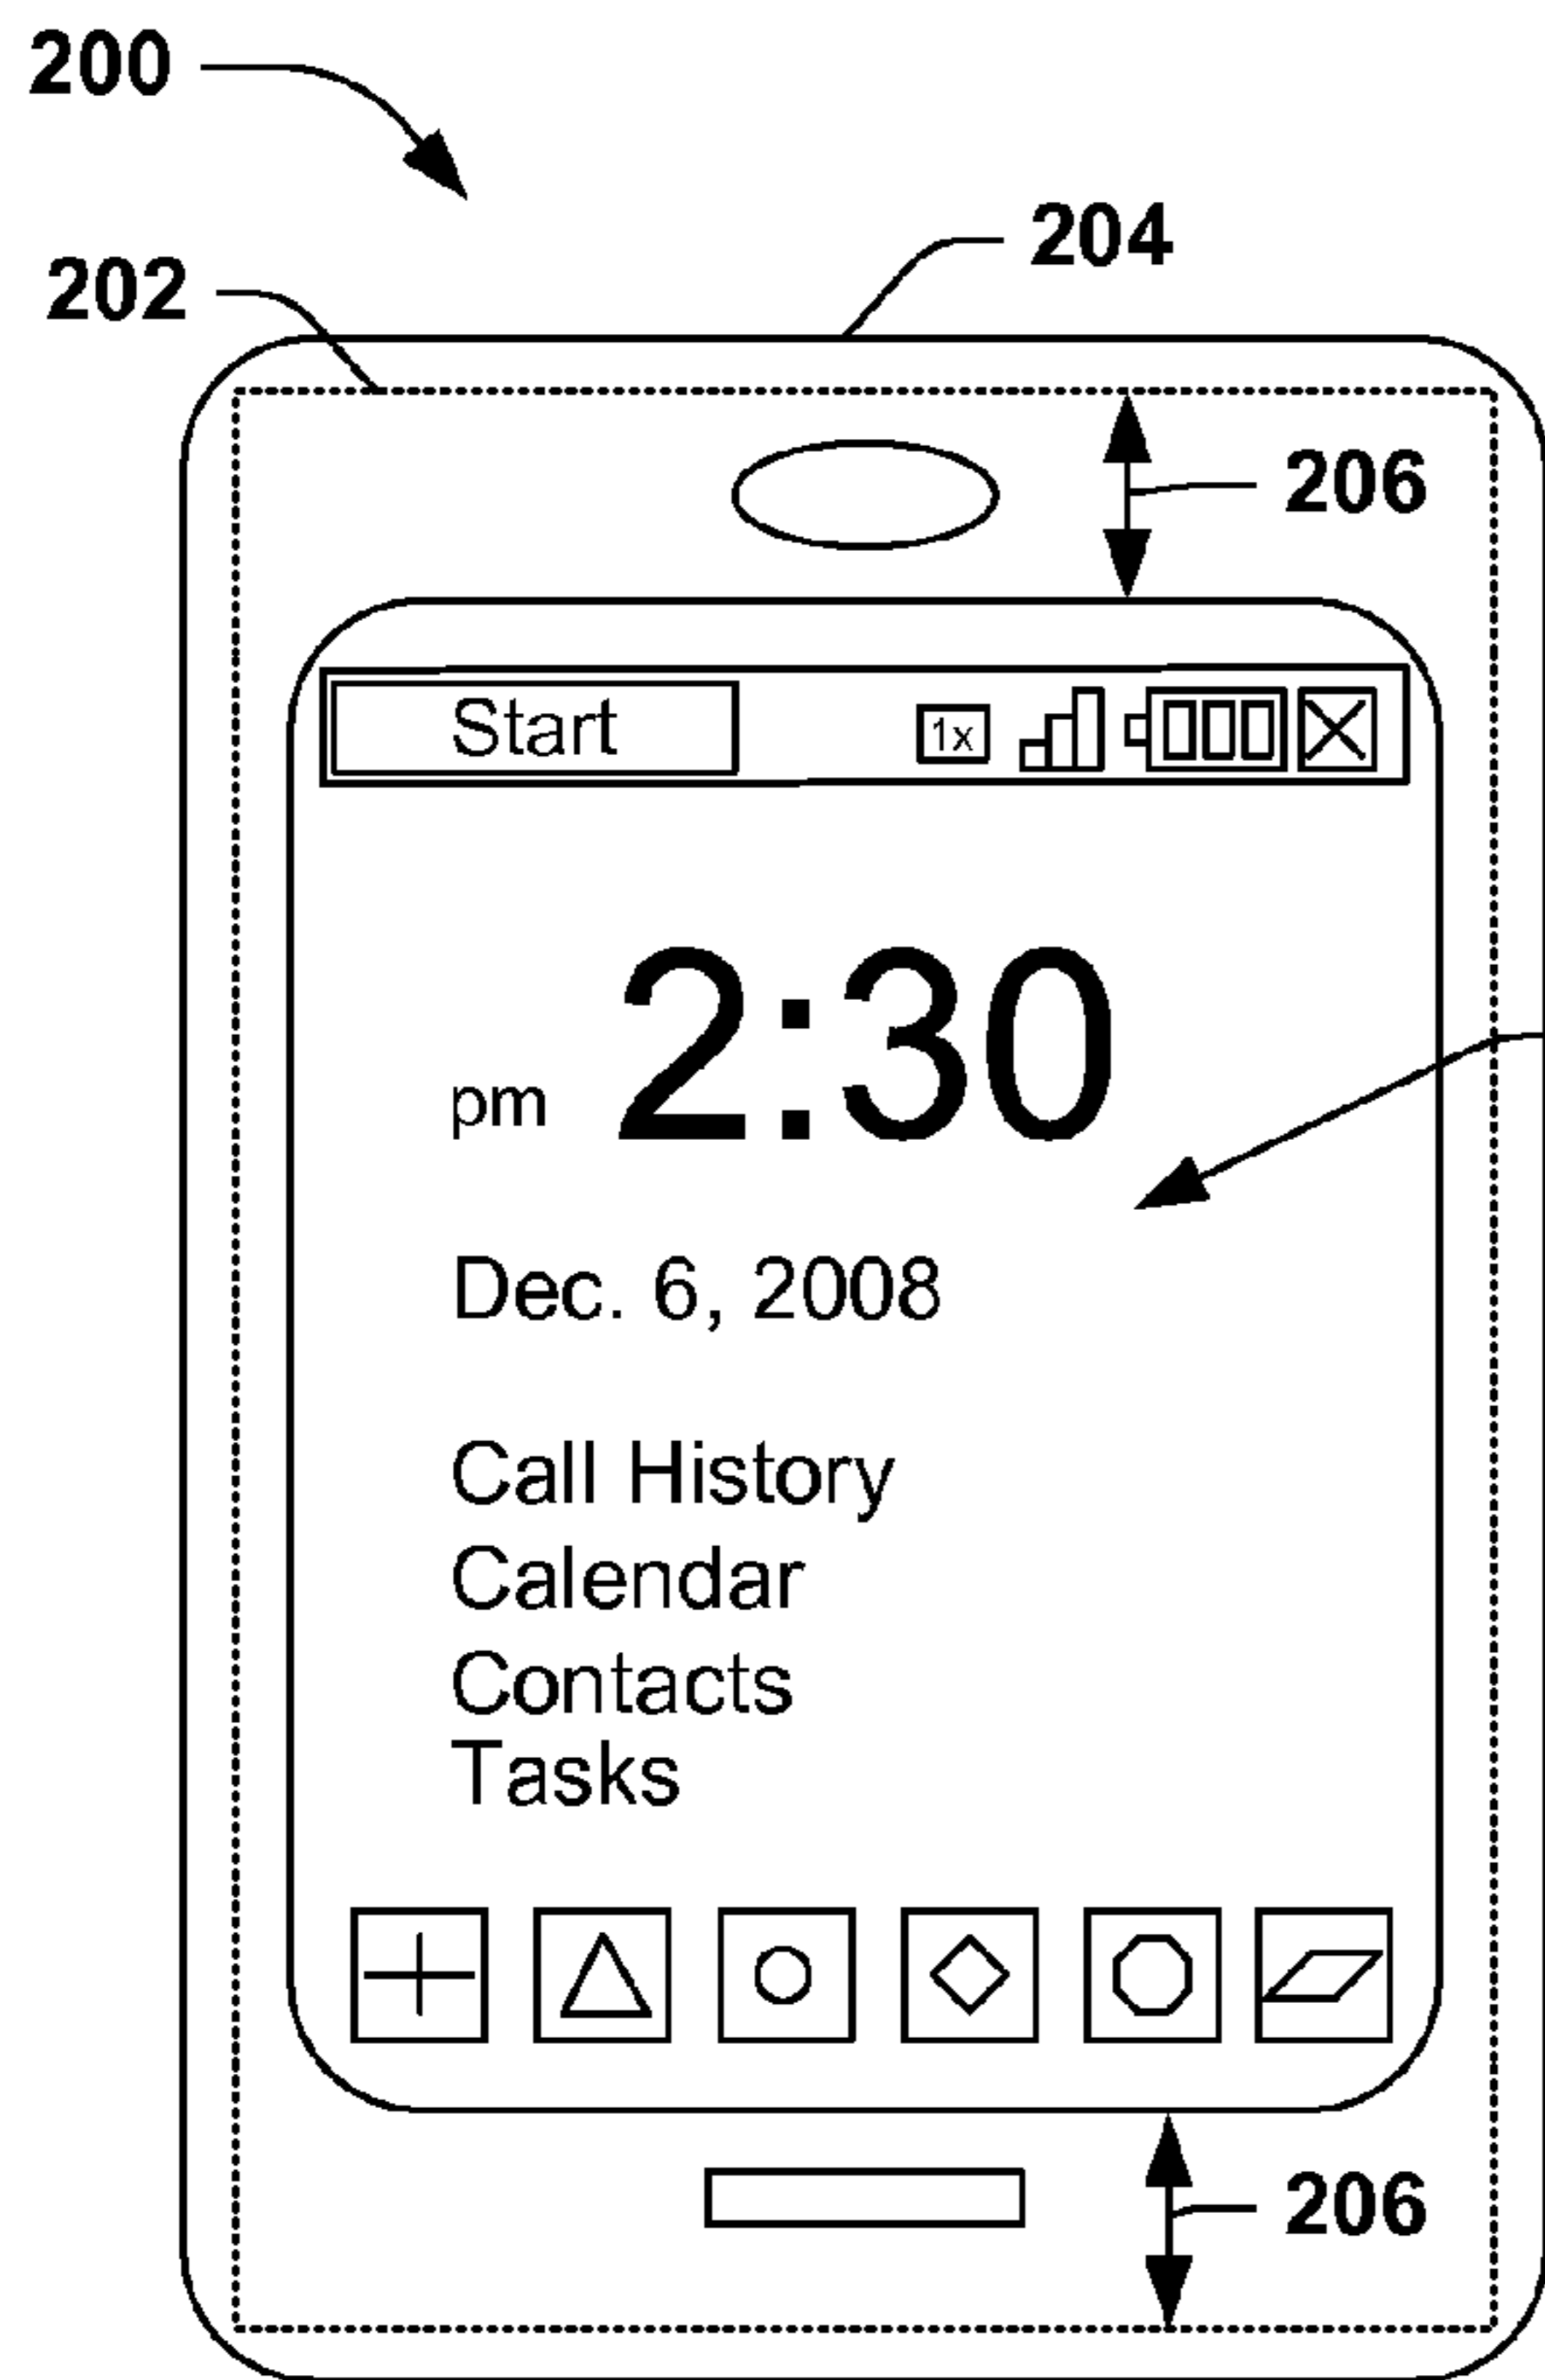 200
204
202
206
Start
1x
2:30
pm
Dec. 6, 2008
Call History
Calendar
Contacts
Tasks
206